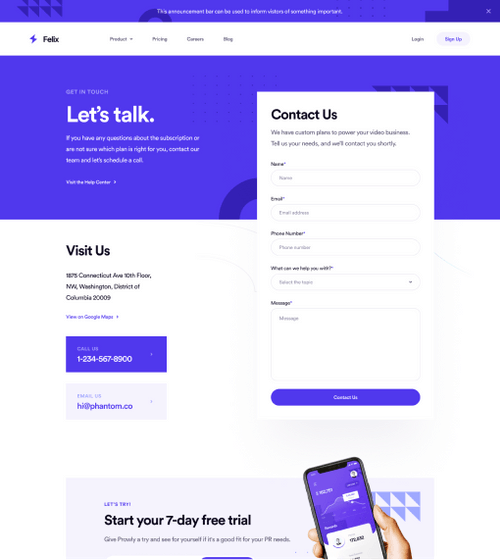 This announcement bar can be used to inform visitors of something important.
Felix
Product
Pricing
Careers
Blog
Login
Sign Up
GET IN TOUCH
Let's talk.
If you have any questions about the subscription or
are not sure which plan is right for you, contact our
team and let's schedule a call.
Visit the Help Center
Contact Us
We have custom plans to power your video business.
Tell us your needs, and we'll contact you shortly.
Name*
Name
Email*
Email address
Phone Number*
Phone number
What can we help you with?*
Select the topic
Message*
Message
Contact Us
Visit Us
1875 Connecticut Ave 10th Floor,
NW, Washington, District of
Columbia 20009
View on Google Maps
CALL US
1-234-567-8900
EMAIL US
hi@phantom.co
LET'S TRY!
Start your 7-day free trial
Give Prowly a try and see for yourself if it's a good fit for your PR needs.